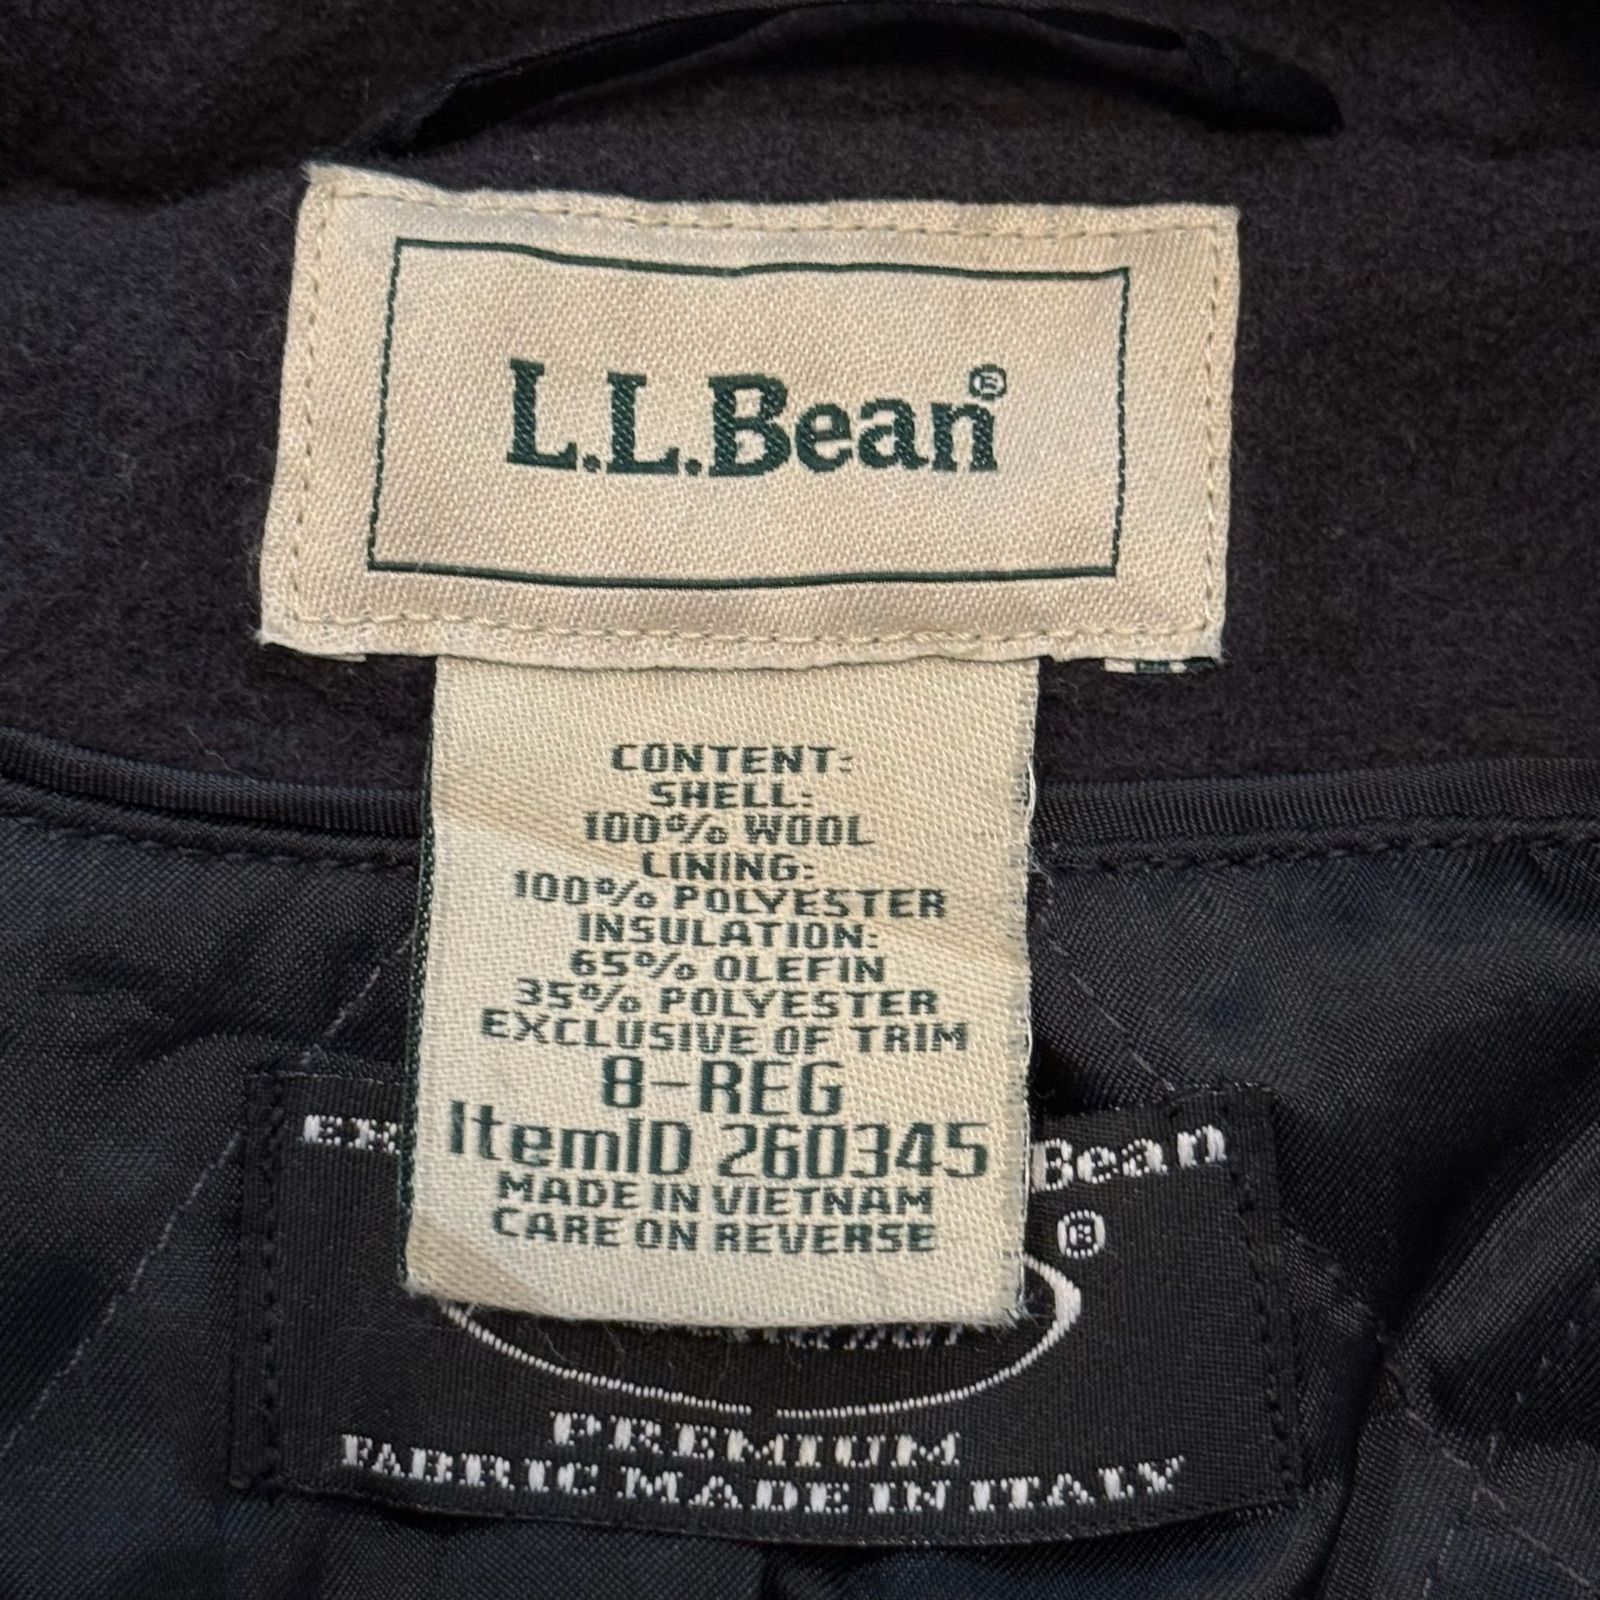 L.L.Bean®
CONTENT:
SHELL:
100% WOOL
LINING:
100% POLYESTER
INSULATION:
65% OLEFIN
35% POLYESTER
EXCLUSIVE OF TRIM
8-REG
ItemID 260345
MADE IN VIETNAM
CARE ON REVERSE
Bean
®
PREMIUM
FABRIC MADE IN ITALY